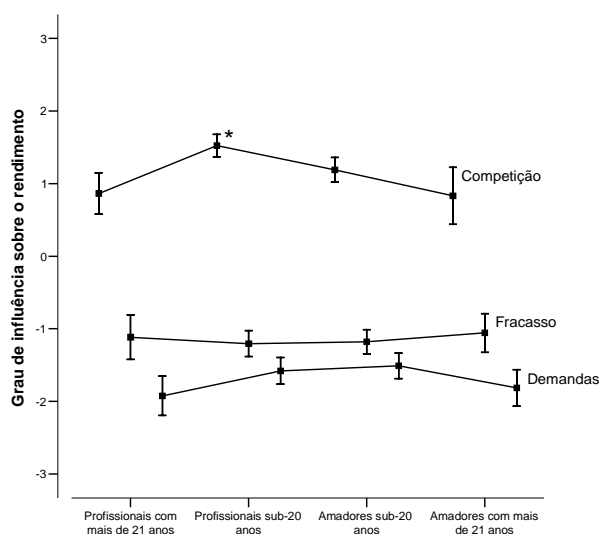 Grau de influência sobre o rendimento
3
2
1
0
-1
-2
-3
*
Competição
Fracasso
Demandas
Profissionais com
mais de 21 anos
Profissionais sub-20
anos
Amadores sub-20
anos
Amadores com mais
de 21 anos